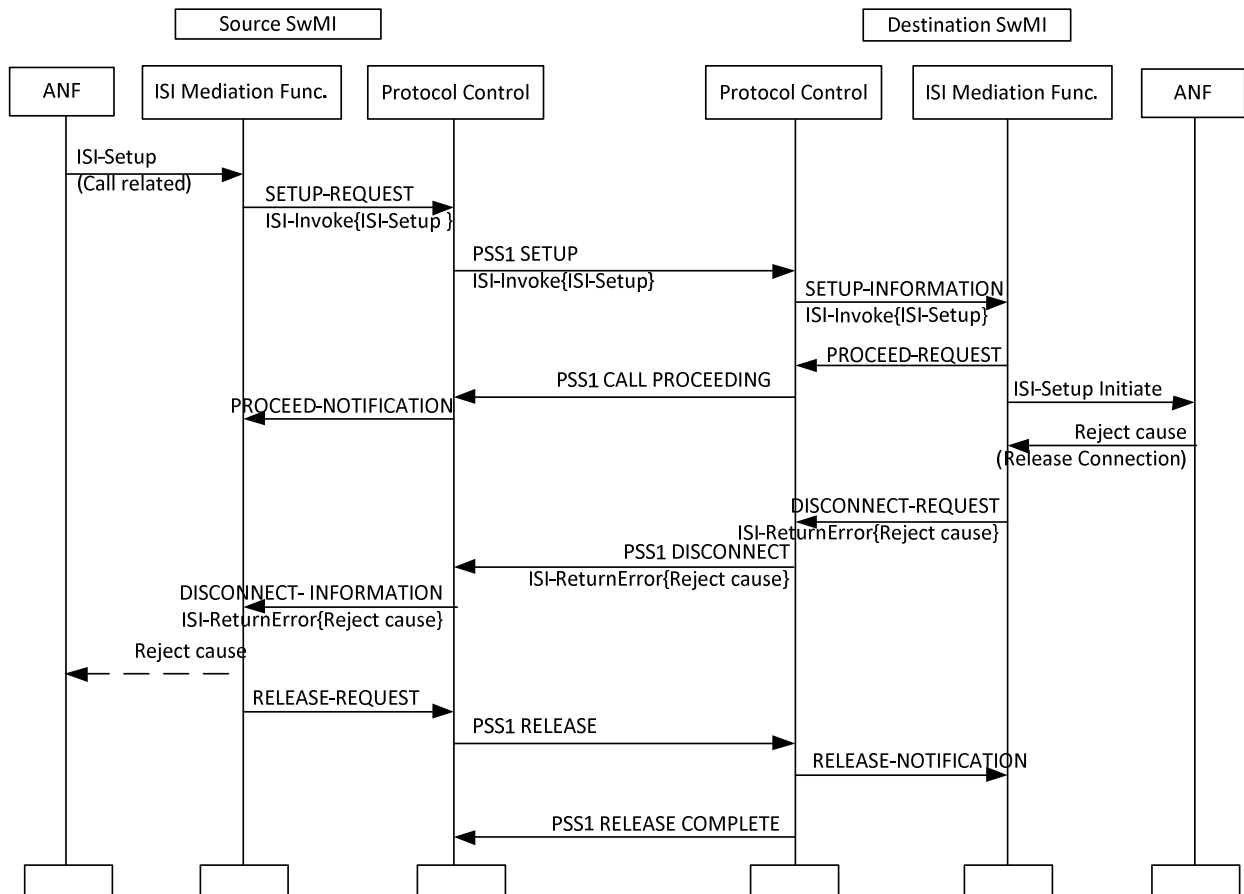 Source SwMI
Destination SwMI
ANF
ISI Mediation Func.
Protocol Control
Protocol Control
ISI Mediation Func.
ANF
ISI-Setup
(Call related)
SETUP-REQUEST
ISI-Invoke{ISI-Setup }
PSS1 SETUP
ISI-Invoke{ISI-Setup}
SETUP-INFORMATION
ISI-Invoke{ISI-Setup}
PROCEED-REQUEST
PSS1 CALL PROCEEDING
ISI-Setup Initiate
PROCEED-NOTIFICATION
Reject cause
(Release Connection)
DISCONNECT-REQUEST
ISI-ReturnError{Reject cause}
PSS1 DISCONNECT
ISI-ReturnError{Reject cause}
DISCONNECT- INFORMATION
ISI-ReturnError{Reject cause}
Reject cause
RELEASE-REQUEST
PSS1 RELEASE
RELEASE-NOTIFICATION
PSS1 RELEASE COMPLETE